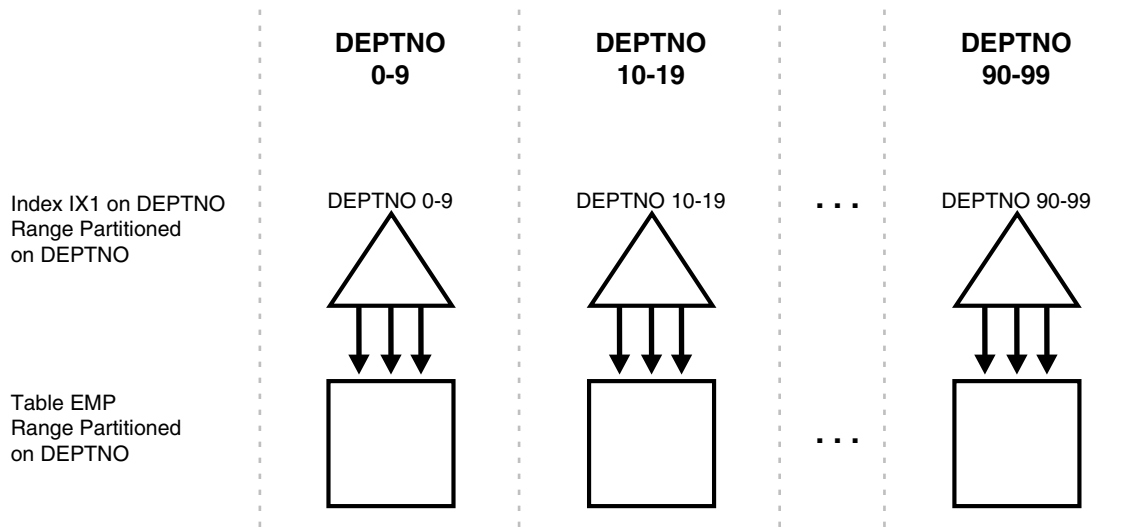 DEPTNO
0-9
DEPTNO
10-19
DEPTNO
90-99
Index IX1 on DEPTNO
Range Partitioned
on DEPTNO
DEPTNO 0-9
DEPTNO 10-19
. . .
DEPTNO 90-99
Table EMP
Range Partitioned
on DEPTNO
. . .